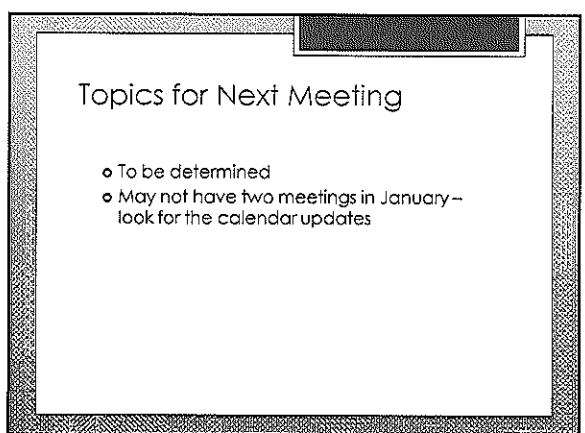 Topics for Next Meeting
o To be determined
o May not have two meetings in January –
look for the calendar updates